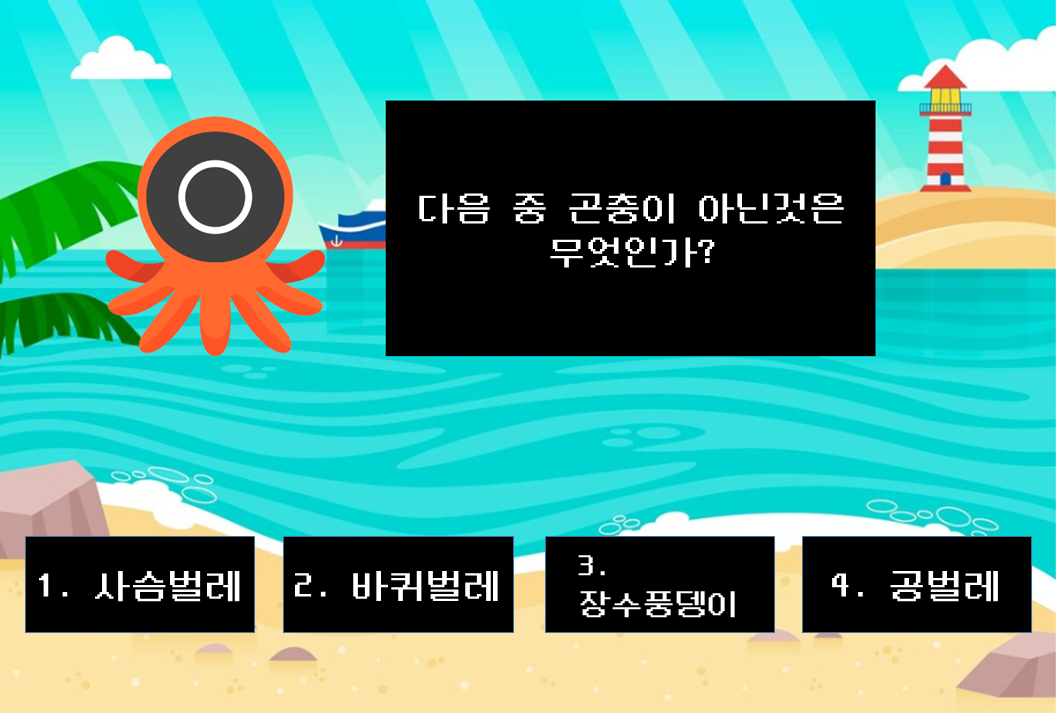 다음 중 곤충이 아닌것은
무엇인가?
1. 사슴벌레
2. 바퀴벌레
3.
장수풍뎅이
4. 공벌레